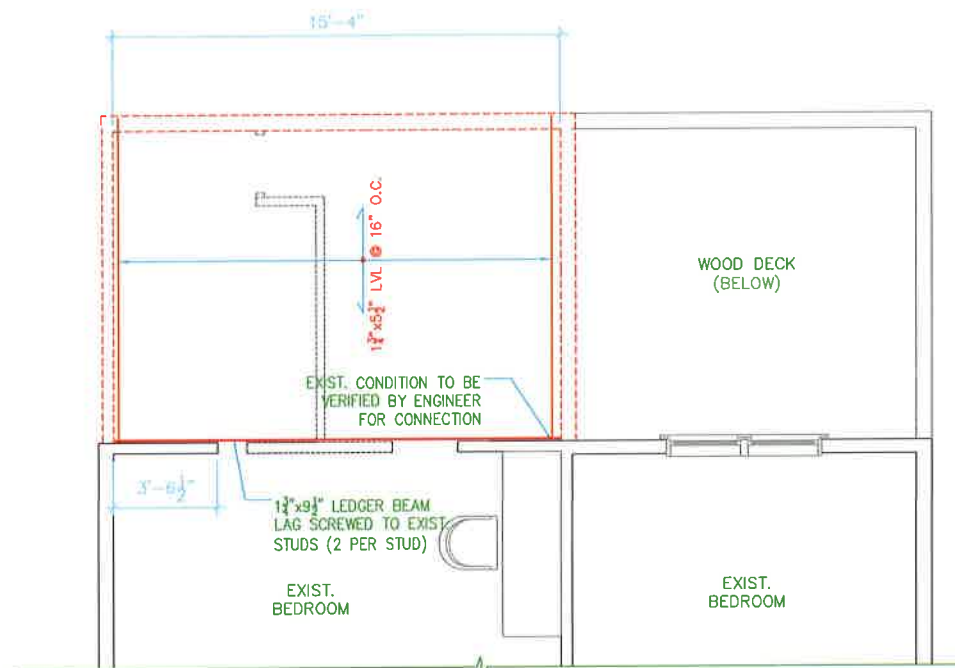 15'-4"
1¾"x5½" LVL @ 16" O.C.
WOOD DECK
(BELOW)
EXIST. CONDITION TO BE
VERIFIED BY ENGINEER
FOR CONNECTION
3'-6½"
1¾"x9½" LEDGER BEAM
LAG SCREWED TO EXIST
STUDS (2 PER STUD)
EXIST.
BEDROOM
EXIST.
BEDROOM